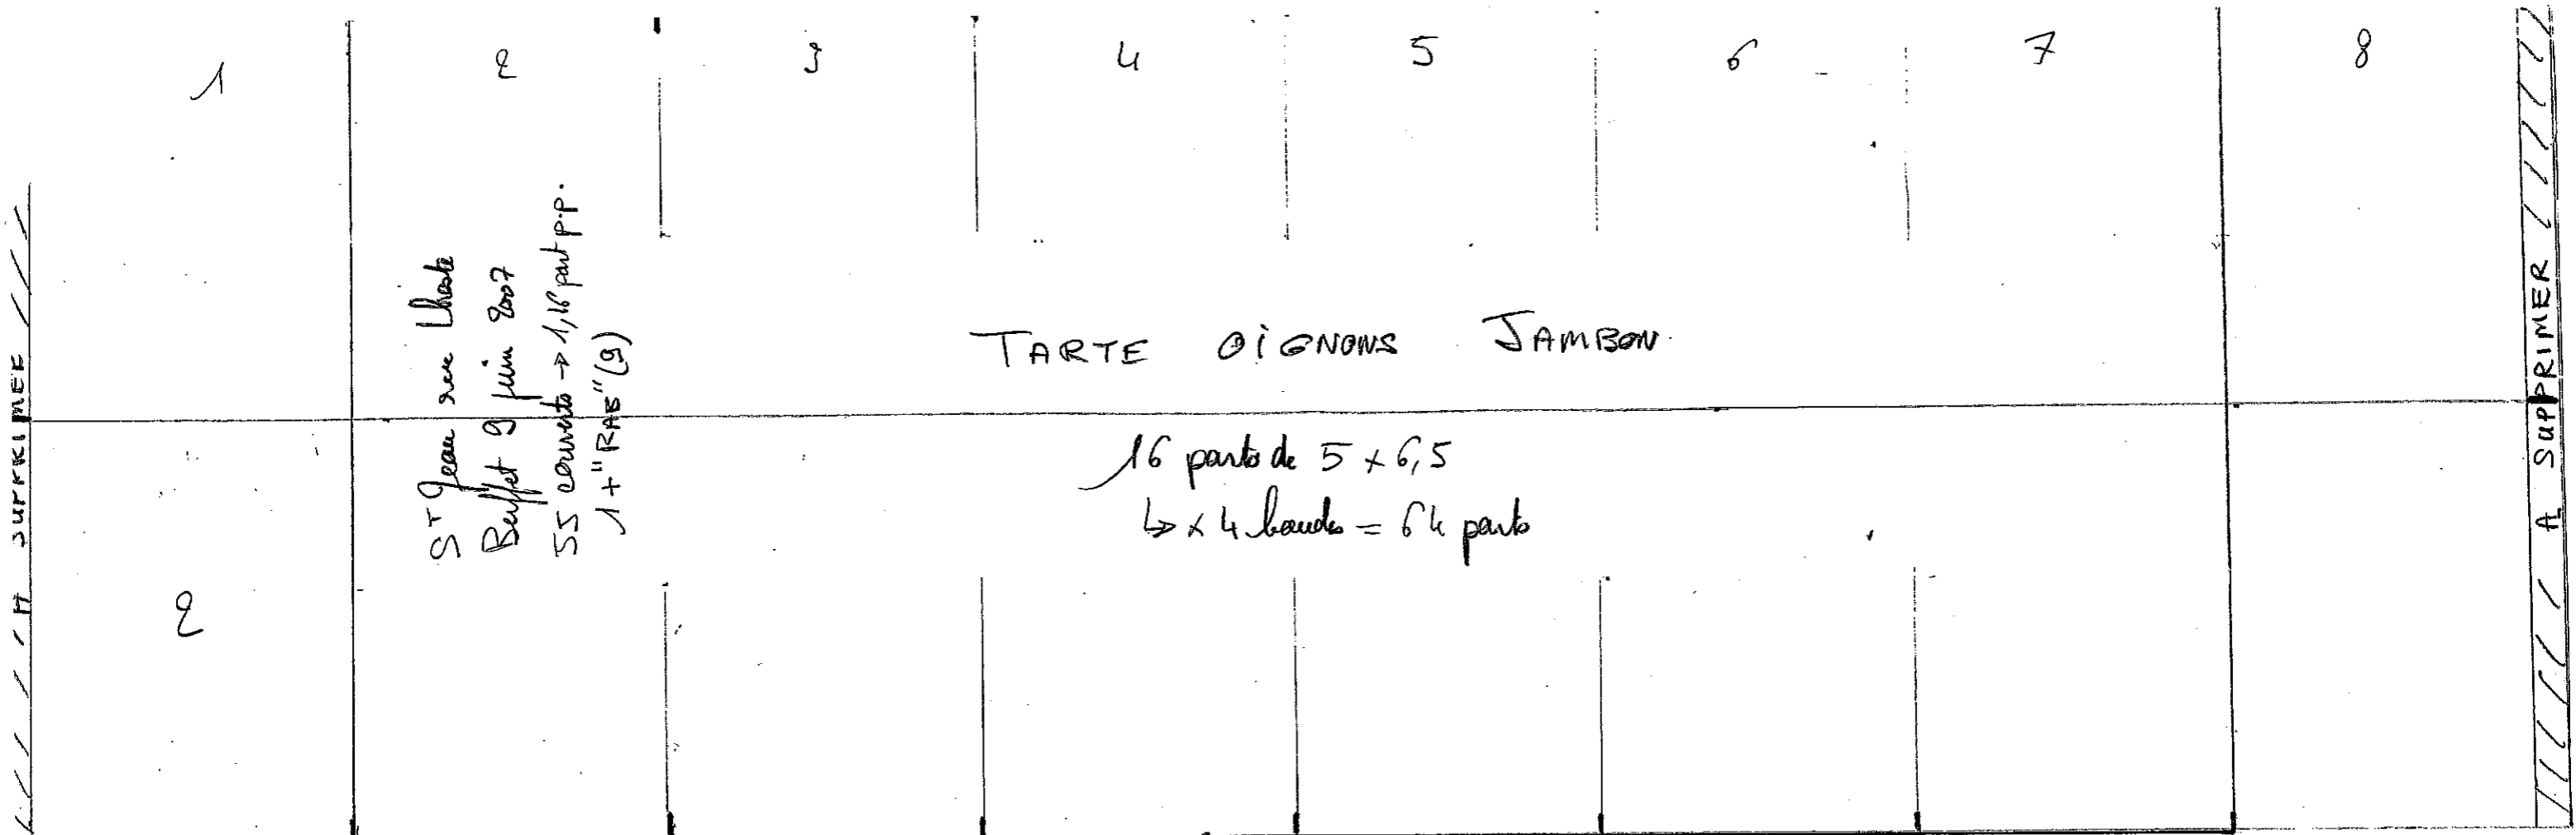 1 2 3 4 5 6 7 8
A SUPPRIMER
ST Jean rue Lhoste
Buffet 9 juin 2007
55 couverts → 1,16 part p.p.
1 + "RAB" (9)
TARTE OIGNONS JAMBON
16 parts de 5 x 6,5
↳ x 4 bandes = 64 parts
2
A SUPPRIMER